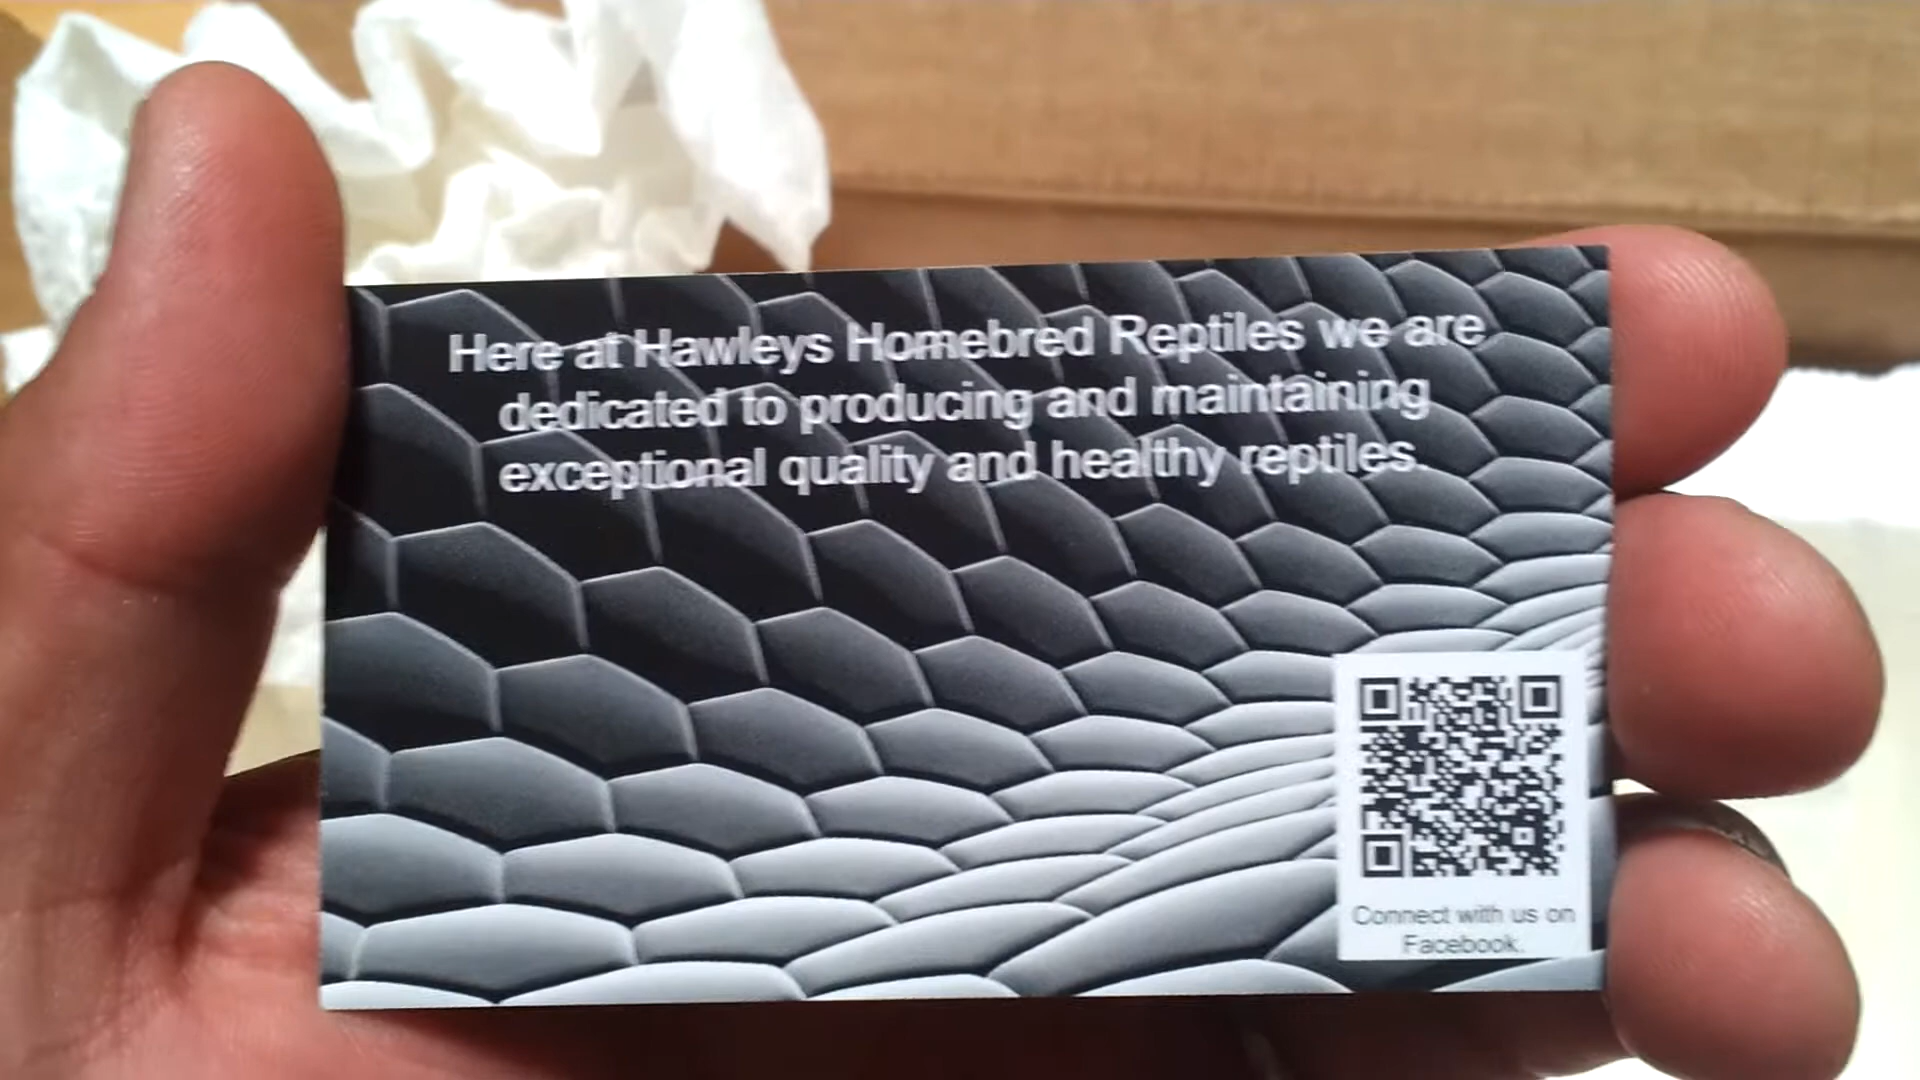 Here at Hawleys Homebred Reptiles we are
dedicated to producing and maintaining
exceptional quality and healthy reptiles.
Connect with us on
Facebook.